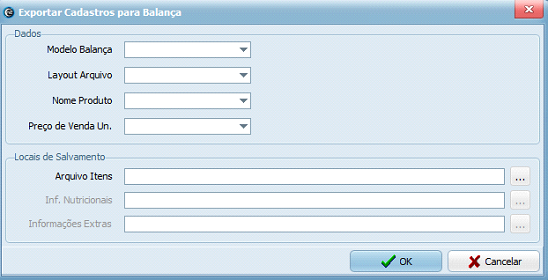 Exportar Cadastros para Balança
Dados
Modelo Balança
Layout Arquivo
Nome Produto
Preço de Venda Un.
Locais de Salvamento
Arquivo Itens ...
Inf. Nutricionais ...
Informações Extras ...
OK Cancelar